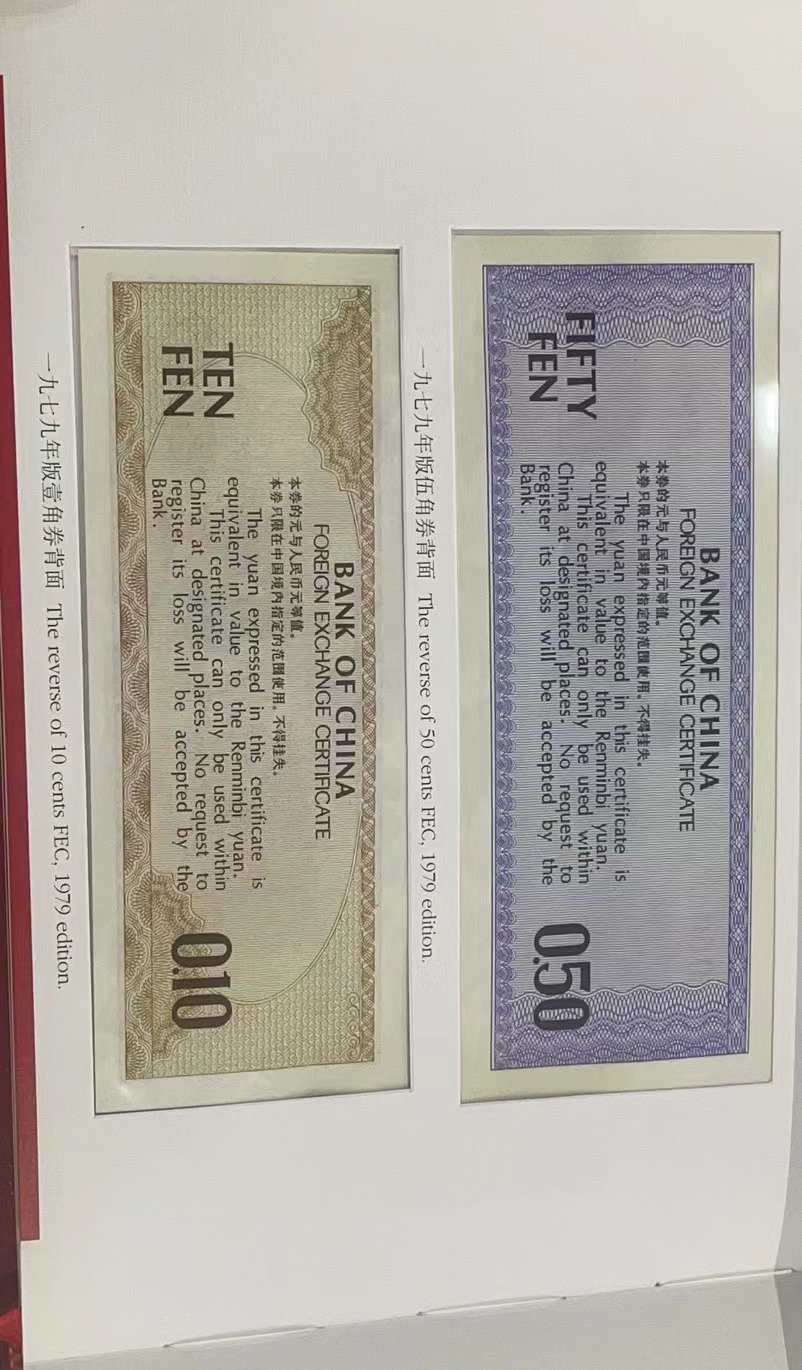 BANK OF CHINA
FOREIGN EXCHANGE CERTIFICATE
本券的元与人民币元等值。
本券只限在中国境内指定的范围使用。不得挂失。
The yuan expressed in this certificate is
equivalent in value to the Renminbi yuan.
This certificate can only be used within
China at designated places. No request to
register its loss will be accepted by the
Bank.
FIFTY
FEN
0.50
一九七九年版伍角券背面 The reverse of 50 cents FEC, 1979 edition.
BANK OF CHINA
FOREIGN EXCHANGE CERTIFICATE
本券的元与人民币元等值。
本券只限在中国境内指定的范围使用。不得挂失。
The yuan expressed in this certificate is
equivalent in value to the Renminbi yuan.
This certificate can only be used within
China at designated places. No request to
register its loss will be accepted by the
Bank.
TEN
FEN
0.10
一九七九年版壹角券背面 The reverse of 10 cents FEC, 1979 edition.